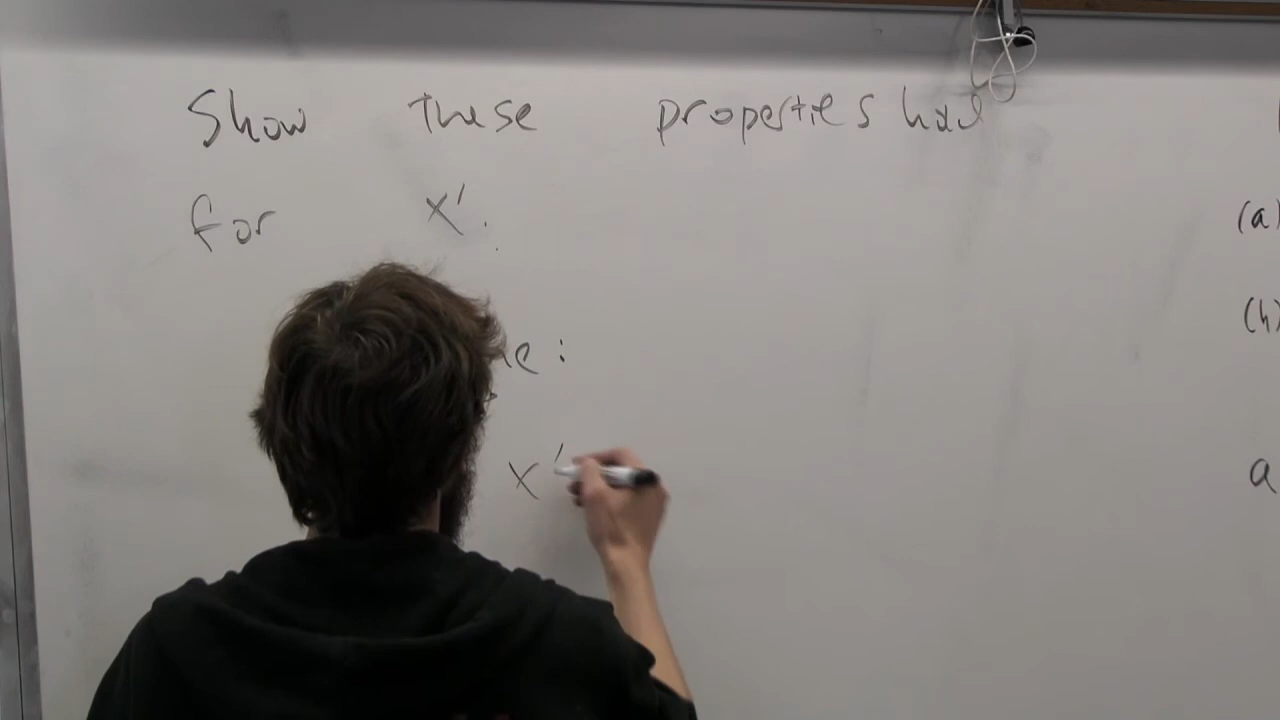 Show these properties hold
for x'.
x'
(a)
(h)
a